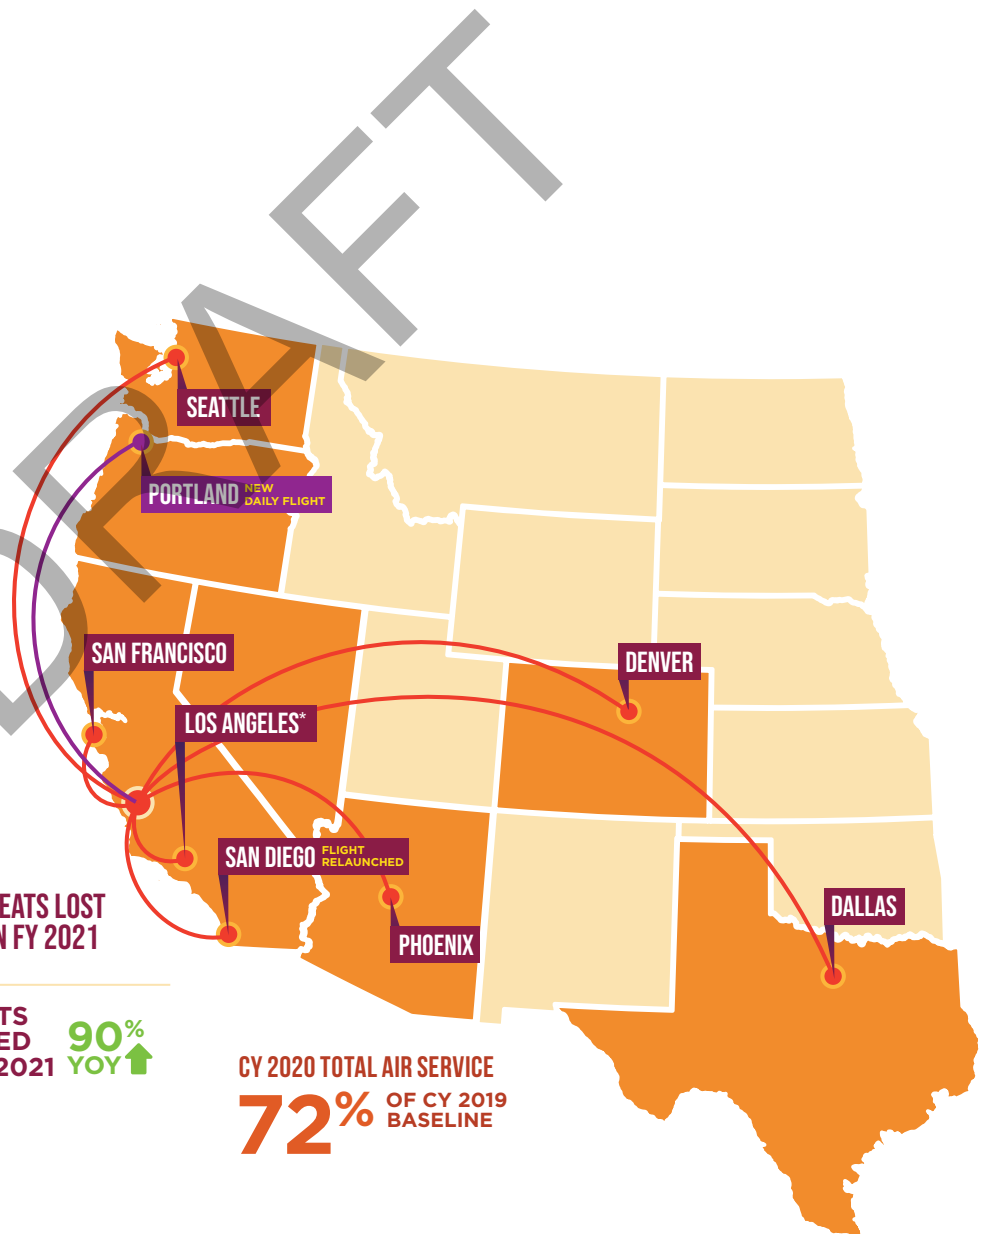 DRAFT
SEATTLE
PORTLAND NEW
DAILY FLIGHT
SAN FRANCISCO
DENVER
LOS ANGELES*
SAN DIEGO FLIGHT
RELAUNCHED
DALLAS
PHOENIX
EATS LOST
N FY 2021
TS
ED
2021
90%
YOY
CY 2020 TOTAL AIR SERVICE
72% OF CY 2019
BASELINE